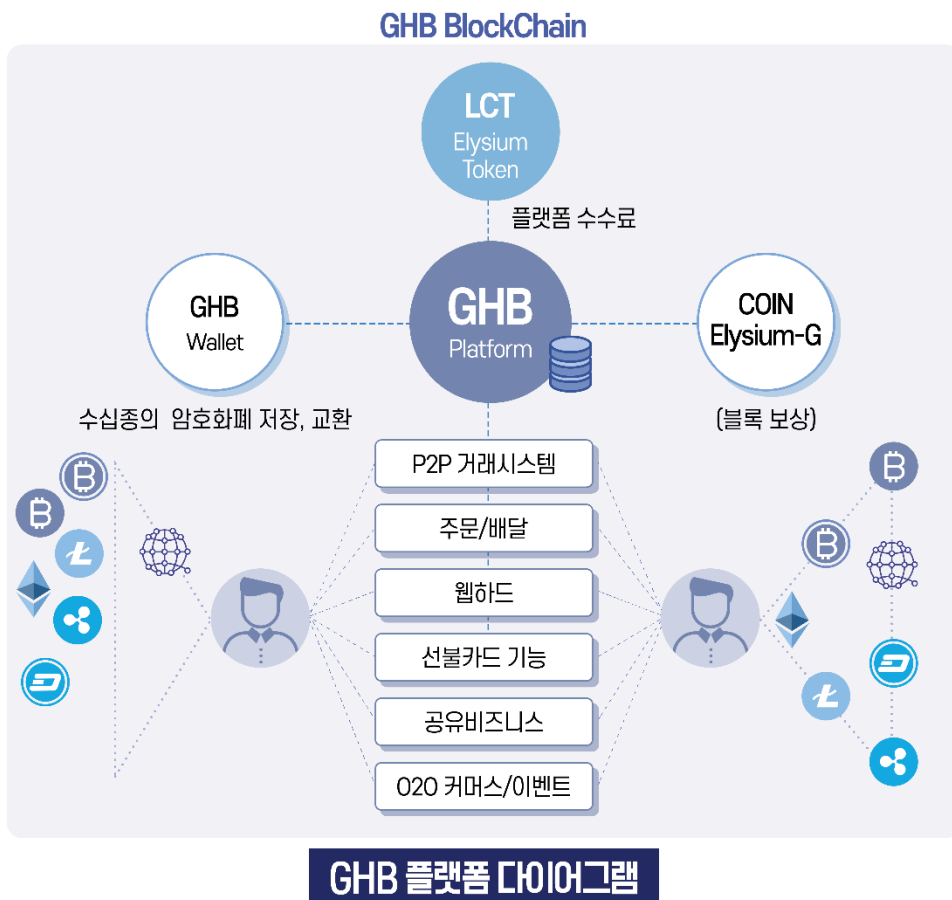 GHB BlockChain
LCT
Elysium
Token
플랫폼 수수료
GHB
Wallet
GHB
Platform
COIN
Elysium-G
수십종의 암호화폐 저장, 교환
(블록 보상)
P2P 거래시스템
주문/배달
웹하드
선불카드 기능
공유비즈니스
O2O 커머스/이벤트
GHB 플랫폼 다이어그램